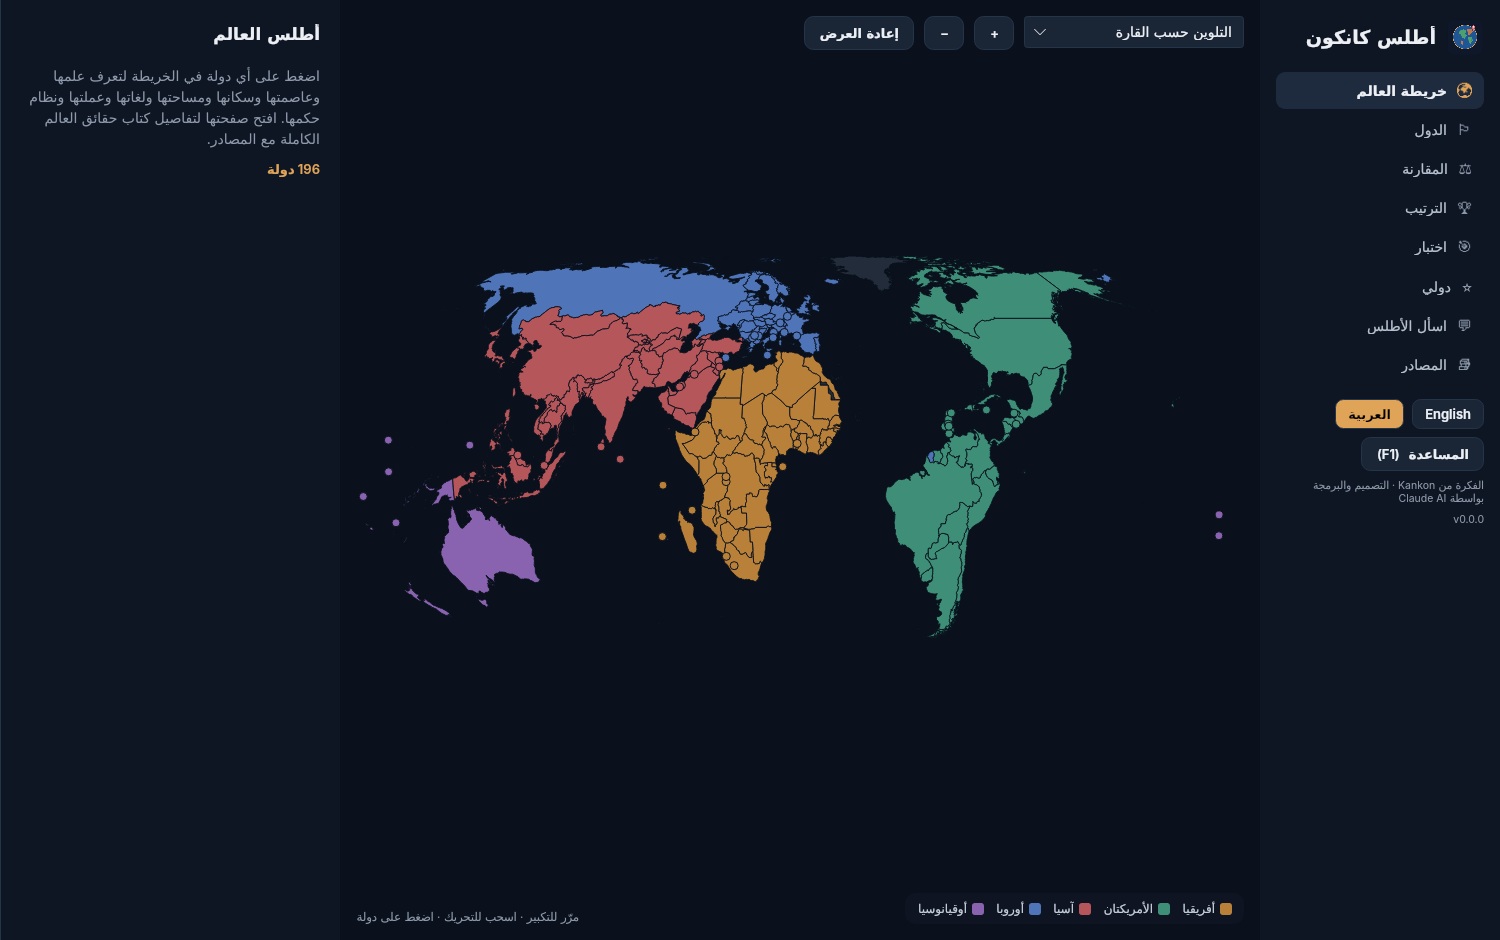 أطلس كانكون
خريطة العالم
الدول
المقارنة
الترتيب
اختبار
دولي
اسأل الأطلس
المصادر
English
العربية
المساعدة (F1)
الفكرة من Kankon · التصميم والبرمجة
بواسطة Claude AI
v0.0.0
التلوين حسب القارة
+
−
إعادة العرض
أفريقيا
الأمريكتان
آسيا
أوروبا
أوقيانوسيا
مرّر للتكبير · اسحب للتحريك · اضغط على دولة
أطلس العالم
اضغط على أي دولة في الخريطة لتعرف علمها
وعاصمتها وسكانها ومساحتها ولغاتها وعملتها ونظام
حكمها. افتح صفحتها لتفاصيل كتاب حقائق العالم
الكاملة مع المصادر.
196 دولة